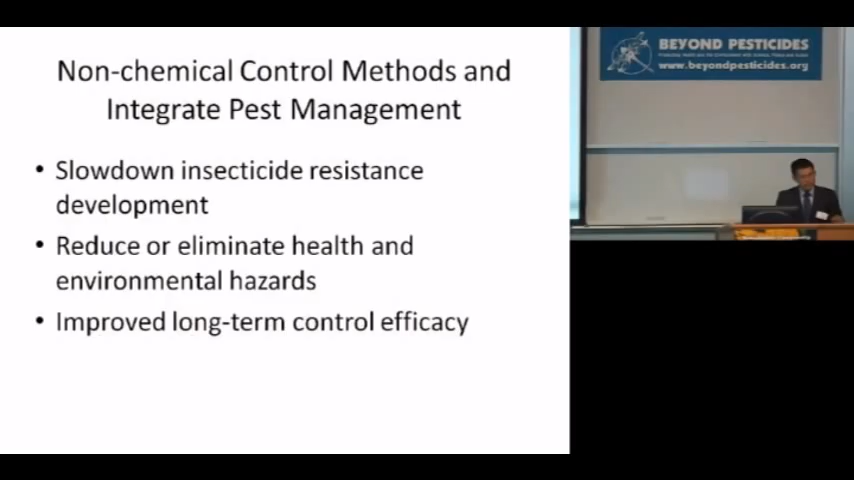 Non-chemical Control Methods and
Integrate Pest Management
• Slowdown insecticide resistance
development
• Reduce or eliminate health and
environmental hazards
• Improved long-term control efficacy
BEYOND PESTICIDES
www.beyondpesticides.org